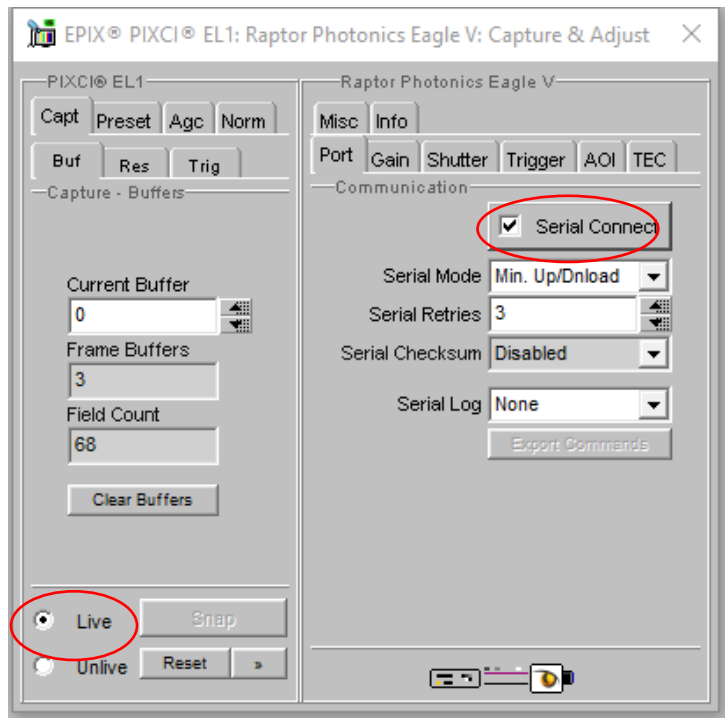 EPIX® PIXCI® EL1: Raptor Photonics Eagle V: Capture & Adjust
PIXCI® EL1
Capt Preset Agc Norm
Buf Res Trig
Capture - Buffers
Current Buffer
0
Frame Buffers
3
Field Count
68
Clear Buffers
Live Snap
Unlive Reset »
Raptor Photonics Eagle V
Misc Info
Port Gain Shutter Trigger AOI TEC
Communication
Serial Connect
Serial Mode Min. Up/Dnload
Serial Retries 3
Serial Checksum Disabled
Serial Log None
Export Commands